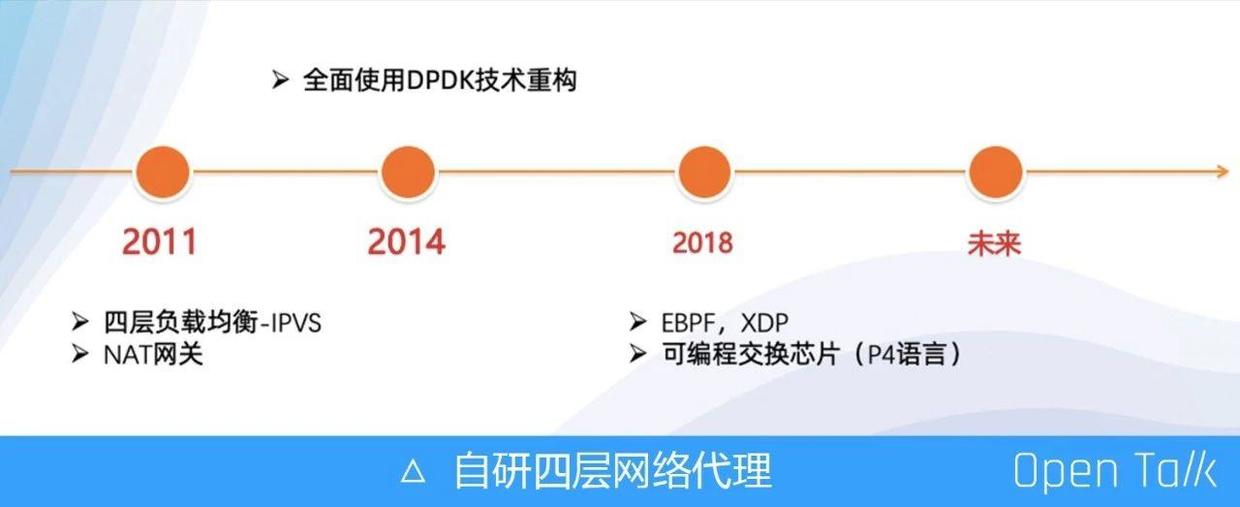 ➢ 全面使用DPDK技术重构
2011
2014
2018
未来
➢ 四层负载均衡-IPVS
➢ NAT网关
➢ EBPF，XDP
➢ 可编程交换芯片（P4语言）
△ 自研四层网络代理
Open Talk